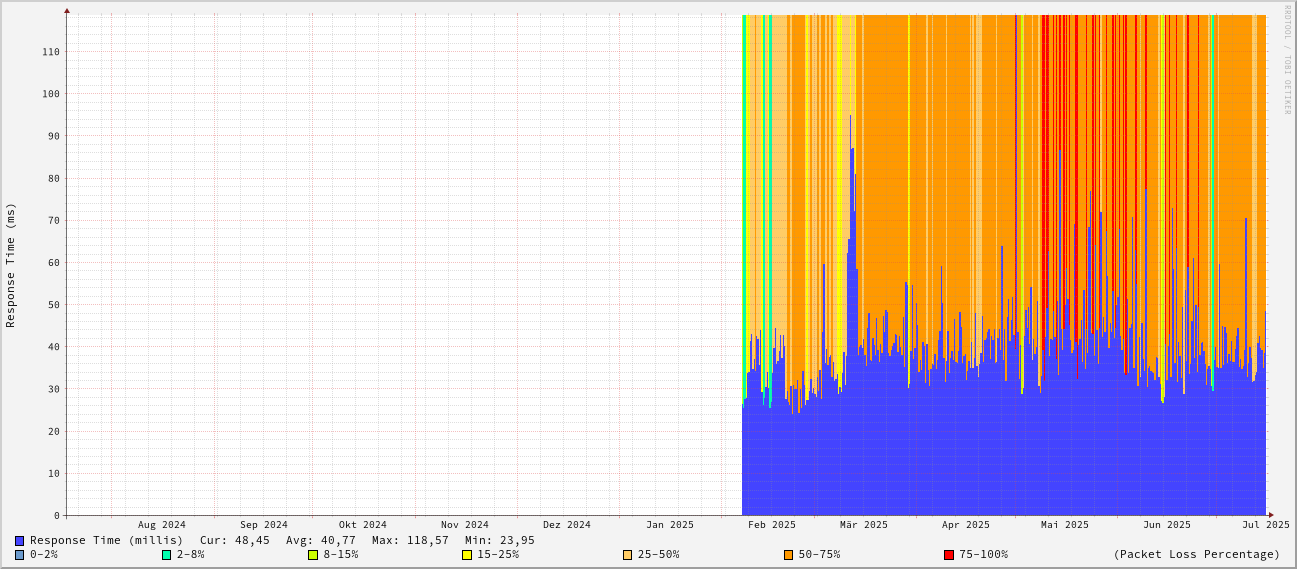 RRDTOOL / TOBI OETIKER
Response Time (ms)
110
100
90
80
70
60
50
40
30
20
10
0
Aug 2024 Sep 2024 Okt 2024 Nov 2024 Dez 2024 Jan 2025 Feb 2025 Mär 2025 Apr 2025 Mai 2025 Jun 2025 Jul 2025
Response Time (millis) Cur: 48,45 Avg: 40,77 Max: 118,57 Min: 23,95
0-2% 2-8% 8-15% 15-25% 25-50% 50-75% 75-100% (Packet Loss Percentage)